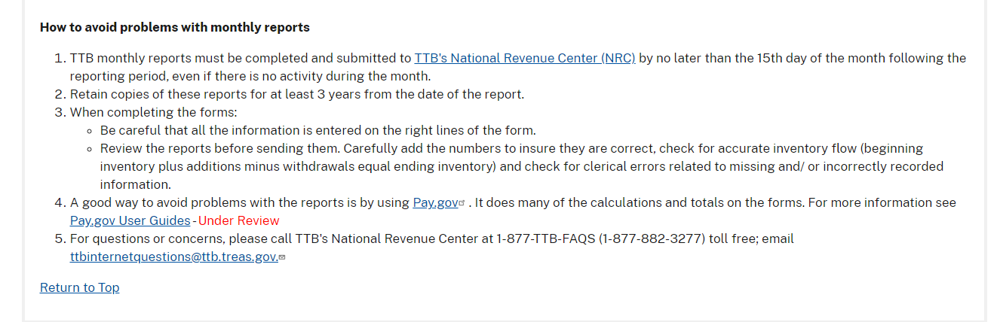 How to avoid problems with monthly reports
1. TTB monthly reports must be completed and submitted to TTB's National Revenue Center (NRC) by no later than the 15th day of the month following the
reporting period, even if there is no activity during the month.
2. Retain copies of these reports for at least 3 years from the date of the report.
3. When completing the forms:
◦ Be careful that all the information is entered on the right lines of the form.
◦ Review the reports before sending them. Carefully add the numbers to insure they are correct, check for accurate inventory flow (beginning
inventory plus additions minus withdrawals equal ending inventory) and check for clerical errors related to missing and/ or incorrectly recorded
information.
4. A good way to avoid problems with the reports is by using Pay.gov . It does many of the calculations and totals on the forms. For more information see
Pay.gov User Guides - Under Review
5. For questions or concerns, please call TTB's National Revenue Center at 1-877-TTB-FAQS (1-877-882-3277) toll free; email
ttbinternetquestions@ttb.treas.gov.
Return to Top